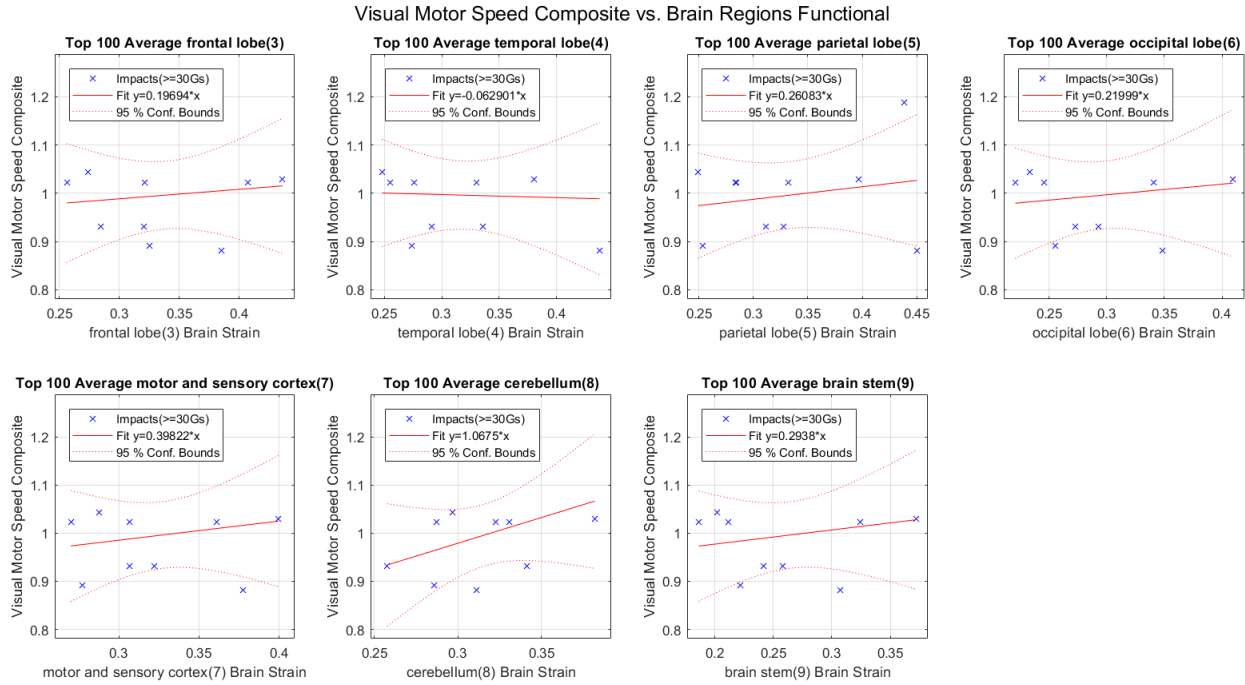 Visual Motor Speed Composite vs. Brain Regions Functional
Top 100 Average frontal lobe(3)
Visual Motor Speed Composite
1.2
1.1
1
0.9
0.8
Impacts(>=30Gs)
Fit y=0.19694*x
95 % Conf. Bounds
0.25 0.3 0.35 0.4
frontal lobe(3) Brain Strain
Top 100 Average temporal lobe(4)
Visual Motor Speed Composite
1.2
1.1
1
0.9
0.8
Impacts(>=30Gs)
Fit y=-0.062901*x
95 % Conf. Bounds
0.25 0.3 0.35 0.4
temporal lobe(4) Brain Strain
Top 100 Average parietal lobe(5)
Visual Motor Speed Composite
1.2
1.1
1
0.9
0.8
Impacts(>=30Gs)
Fit y=0.26083*x
95 % Conf. Bounds
0.25 0.3 0.35 0.4 0.45
parietal lobe(5) Brain Strain
Top 100 Average occipital lobe(6)
Visual Motor Speed Composite
1.2
1.1
1
0.9
0.8
Impacts(>=30Gs)
Fit y=0.21999*x
95 % Conf. Bounds
0.25 0.3 0.35 0.4
occipital lobe(6) Brain Strain
Top 100 Average motor and sensory cortex(7)
Visual Motor Speed Composite
1.2
1.1
1
0.9
0.8
Impacts(>=30Gs)
Fit y=0.39822*x
95 % Conf. Bounds
0.3 0.35 0.4
motor and sensory cortex(7) Brain Strain
Top 100 Average cerebellum(8)
Visual Motor Speed Composite
1.2
1.1
1
0.9
0.8
Impacts(>=30Gs)
Fit y=1.0675*x
95 % Conf. Bounds
0.25 0.3 0.35
cerebellum(8) Brain Strain
Top 100 Average brain stem(9)
Visual Motor Speed Composite
1.2
1.1
1
0.9
0.8
Impacts(>=30Gs)
Fit y=0.2938*x
95 % Conf. Bounds
0.2 0.25 0.3 0.35
brain stem(9) Brain Strain